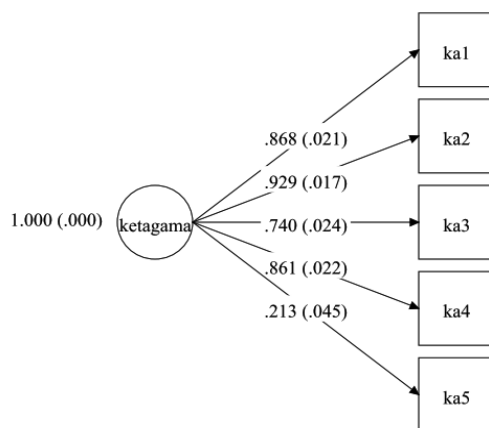 ka1
.868 (.021)
ka2
.929 (.017)
1.000 (.000)
ketagama
.740 (.024)
ka3
.861 (.022)
ka4
.213 (.045)
ka5